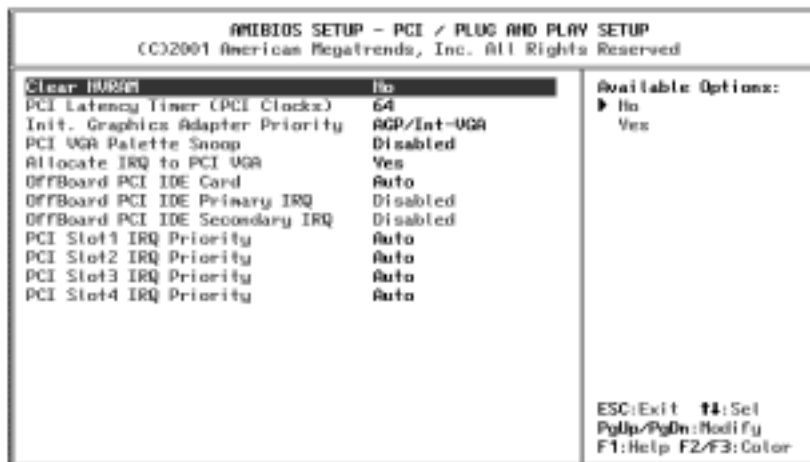 AMIBIOS SETUP - PCI / PLUG AND PLAY SETUP
(C)2001 American Megatrends, Inc. All Rights Reserved
Clear NVRAM No
PCI Latency Timer (PCI Clocks) 64
Init. Graphics Adapter Priority AGP/Int-VGA
PCI VGA Palette Snoop Disabled
Allocate IRQ to PCI VGA Yes
OffBoard PCI IDE Card Auto
OffBoard PCI IDE Primary IRQ Disabled
OffBoard PCI IDE Secondary IRQ Disabled
PCI Slot1 IRQ Priority Auto
PCI Slot2 IRQ Priority Auto
PCI Slot3 IRQ Priority Auto
PCI Slot4 IRQ Priority Auto
Available Options:
▶ No
Yes
ESC:Exit ↑↓:Sel
PgUp/PgDn:Modify
F1:Help F2/F3:Color